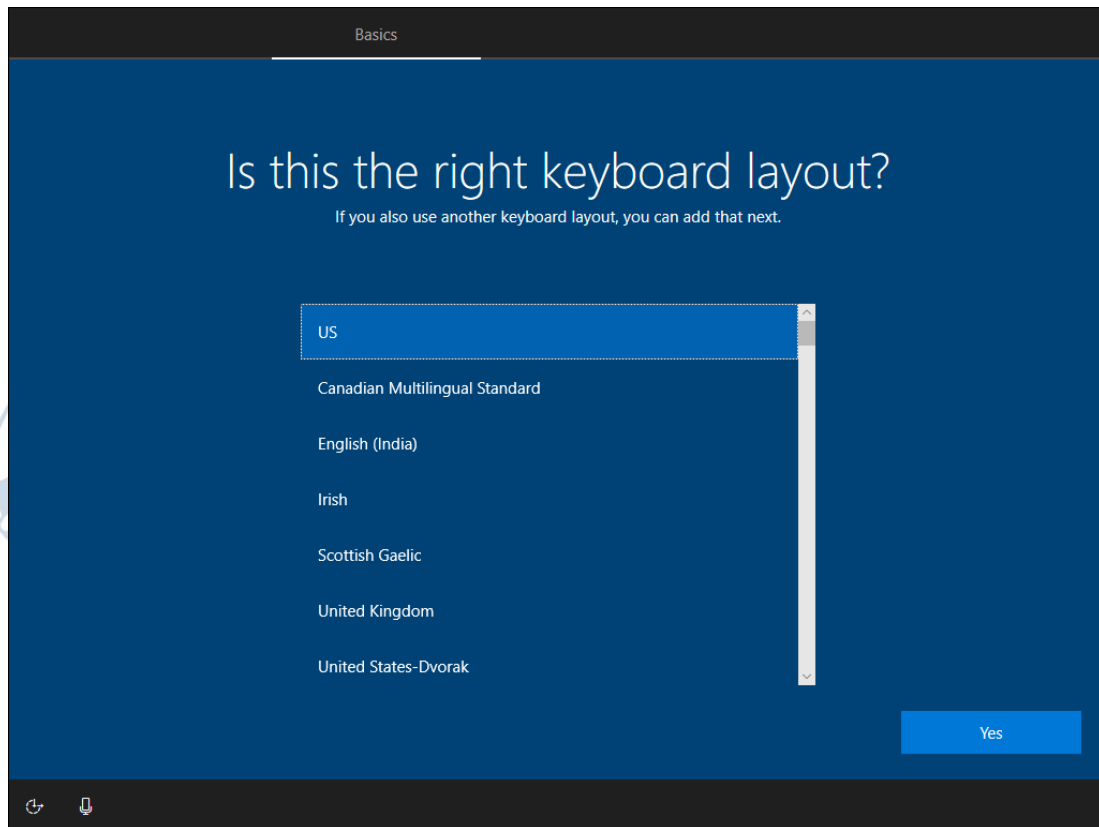 Basics
Is this the right keyboard layout?
If you also use another keyboard layout, you can add that next.
US
Canadian Multilingual Standard
English (India)
Irish
Scottish Gaelic
United Kingdom
United States-Dvorak
Yes